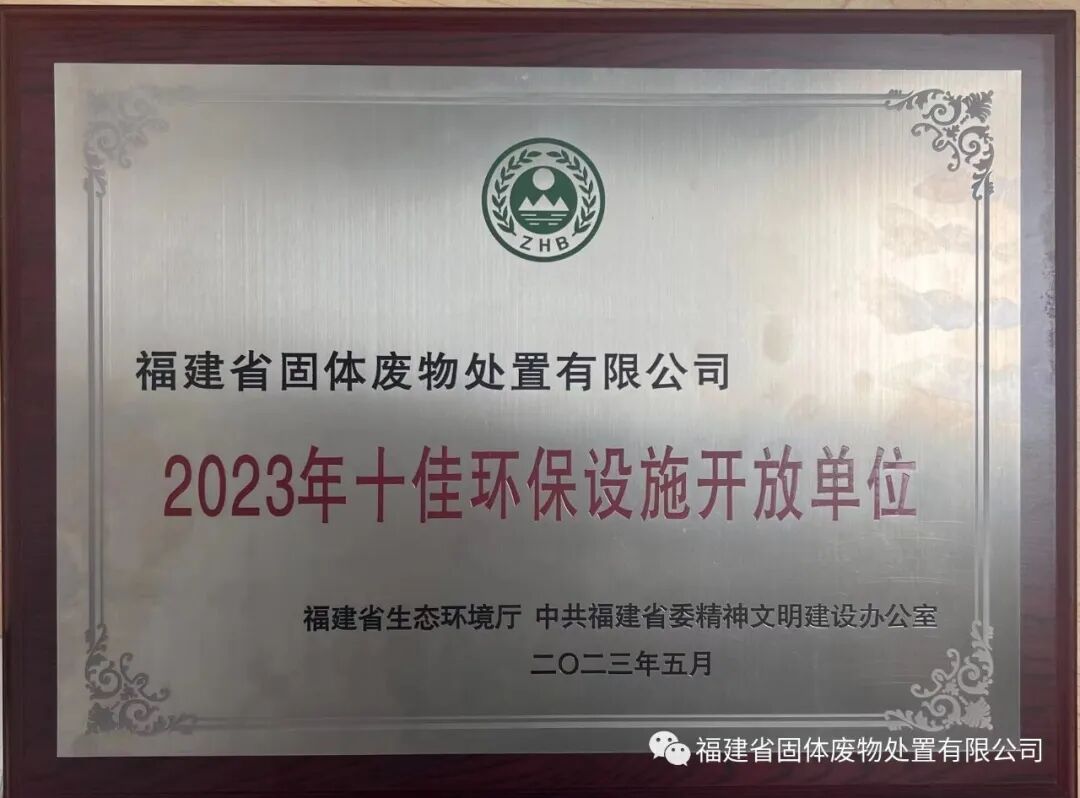 ZHB
福建省固体废物处置有限公司
2023年十佳环保设施开放单位
福建省生态环境厅 中共福建省委精神文明建设办公室
二〇二三年五月
福建省固体废物处置有限公司